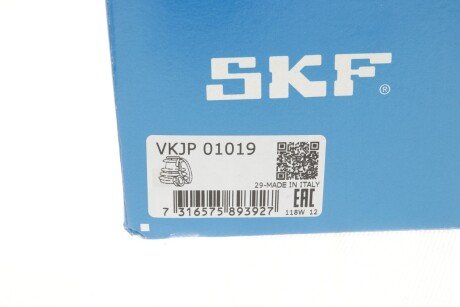 SKF®
VKJP 01019
29-MADE IN ITALY
EAC
7 316575 893927
118W 12